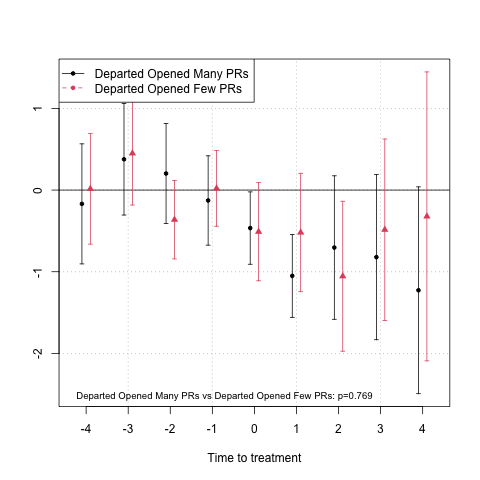 Departed Opened Many PRs
Departed Opened Few PRs
1
0
-1
-2
Departed Opened Many PRs vs Departed Opened Few PRs: p=0.769
-4 -3 -2 -1 0 1 2 3 4
Time to treatment